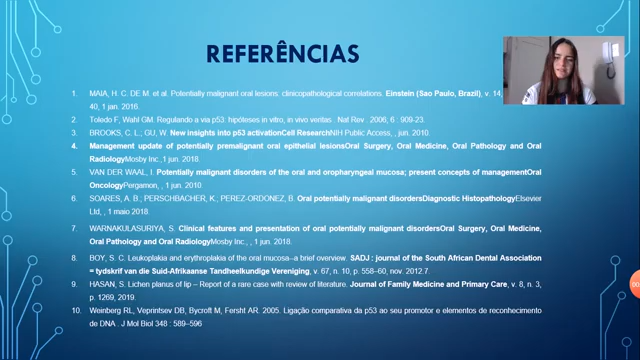 REFERÊNCIAS
1. MAIA, H. C. DE M. et al. Potentially malignant oral lesions: clinicopathological correlations. Einstein (Sao Paulo, Brazil), v. 14,
40, 1 jan. 2016.
2. Toledo F, Wahl GM. Regulando a via p53: hipóteses in vitro, in vivo veritas . Nat Rev . 2006; 6 : 909-23.
3. BROOKS, C. L.; GU, W. New insights into p53 activationCell ResearchNIH Public Access, , jun. 2010.
4. Management update of potentially premalignant oral epithelial lesionsOral Surgery, Oral Medicine, Oral Pathology and Oral
RadiologyMosby Inc.,1 jun. 2018.
5. VAN DER WAAL, I. Potentially malignant disorders of the oral and oropharyngeal mucosa; present concepts of managementOral
OncologyPergamon, , 1 jun. 2010
6. SOARES, A. B.; PERSCHBACHER, K.; PEREZ-ORDONEZ, B. Oral potentially malignant disordersDiagnostic HistopathologyElsevier
Ltd, , 1 maio 2018.
7. WARNAKULASURIYA, S. Clinical features and presentation of oral potentially malignant disordersOral Surgery, Oral Medicine,
Oral Pathology and Oral RadiologyMosby Inc., , 1 jun. 2018.
8. BOY, S. C. Leukoplakia and erythroplakia of the oral mucosa--a brief overview. SADJ : journal of the South African Dental Association
= tydskrif van die Suid-Afrikaanse Tandheelkundige Vereniging, v. 67, n. 10, p. 558–60, nov. 2012.7.
9. HASAN, S. Lichen planus of lip – Report of a rare case with review of literature. Journal of Family Medicine and Primary Care, v. 8, n. 3,
p. 1269, 2019.
10. Weinberg RL, Veprintsev DB, Bycroft M, Fersht AR. 2005. Ligação comparativa da p53 ao seu promotor e elementos de reconhecimento
de DNA . J Mol Biol 348 : 589–596